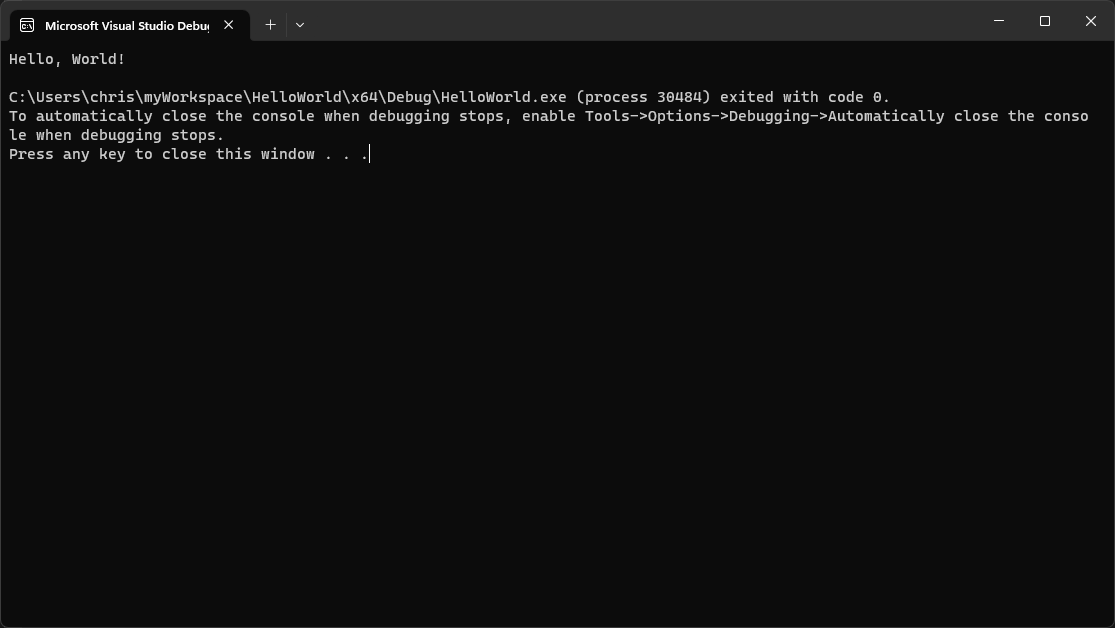 Microsoft Visual Studio Debug
Hello, World!
C:\Users\chris\myWorkspace\HelloWorld\x64\Debug\HelloWorld.exe (process 30484) exited with code 0.
To automatically close the console when debugging stops, enable Tools->Options->Debugging->Automatically close the conso
le when debugging stops.
Press any key to close this window . . .